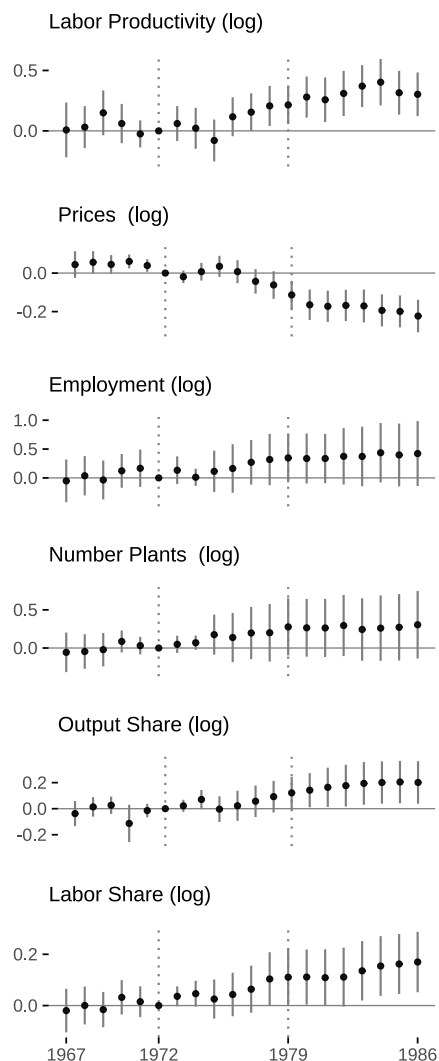 Labor Productivity (log)
0.5
0.0
Prices (log)
0.0
-0.2
Employment (log)
1.0
0.5
0.0
Number Plants (log)
0.5
0.0
Output Share (log)
0.2
0.0
-0.2
Labor Share (log)
0.2
0.0
1967 1972 1979 1986